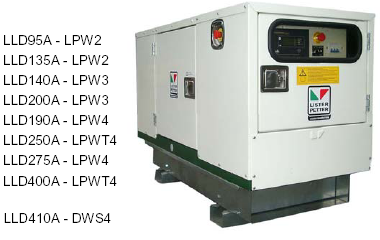 LLD95A - LPW2
LLD135A - LPW2
LLD140A - LPW3
LLD200A - LPW3
LLD190A - LPW4
LLD250A - LPWT4
LLD275A - LPW4
LLD400A - LPWT4
LLD410A - DWS4
LISTER
PETTER